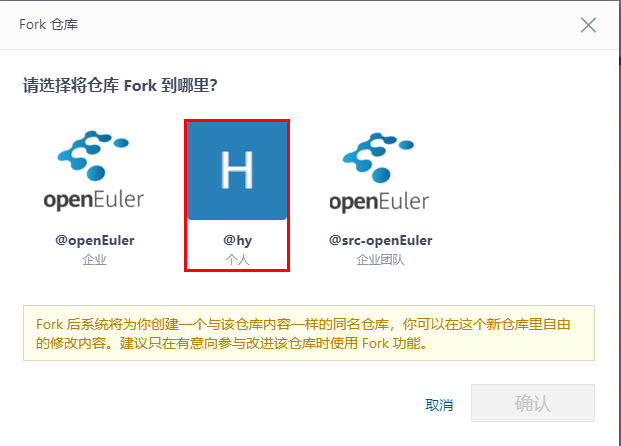 Fork 仓库
请选择将仓库 Fork 到哪里?
openEuler
H
openEuler
@openEuler
@hy
@src-openEuler
企业
个人
企业团队
Fork 后系统将为你创建一个与该仓库内容一样的同名仓库，你可以在这个新仓库里自由
的修改内容。建议只在有意向参与改进该仓库时使用 Fork 功能。
取消
确认